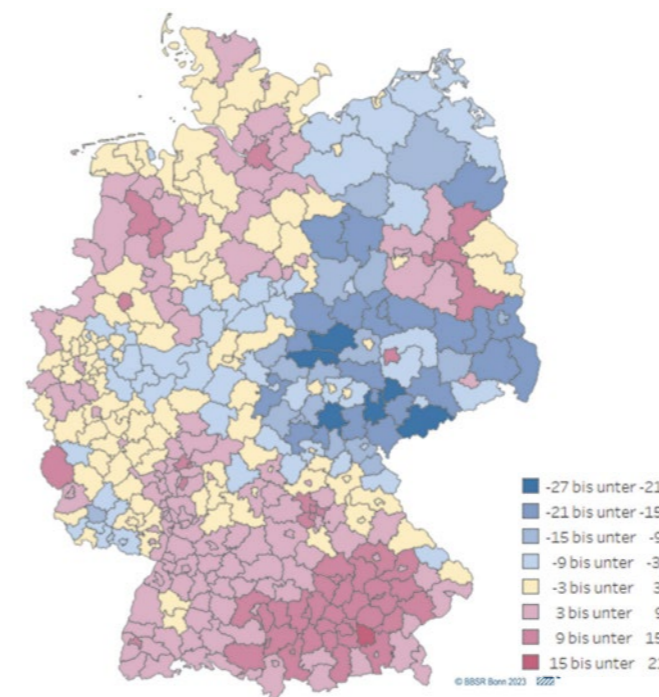 -27 bis unter -21
-21 bis unter -15
-15 bis unter -9
-9 bis unter -3
-3 bis unter 3
3 bis unter 9
9 bis unter 15
15 bis unter 21
© BBSR Bonn 2023